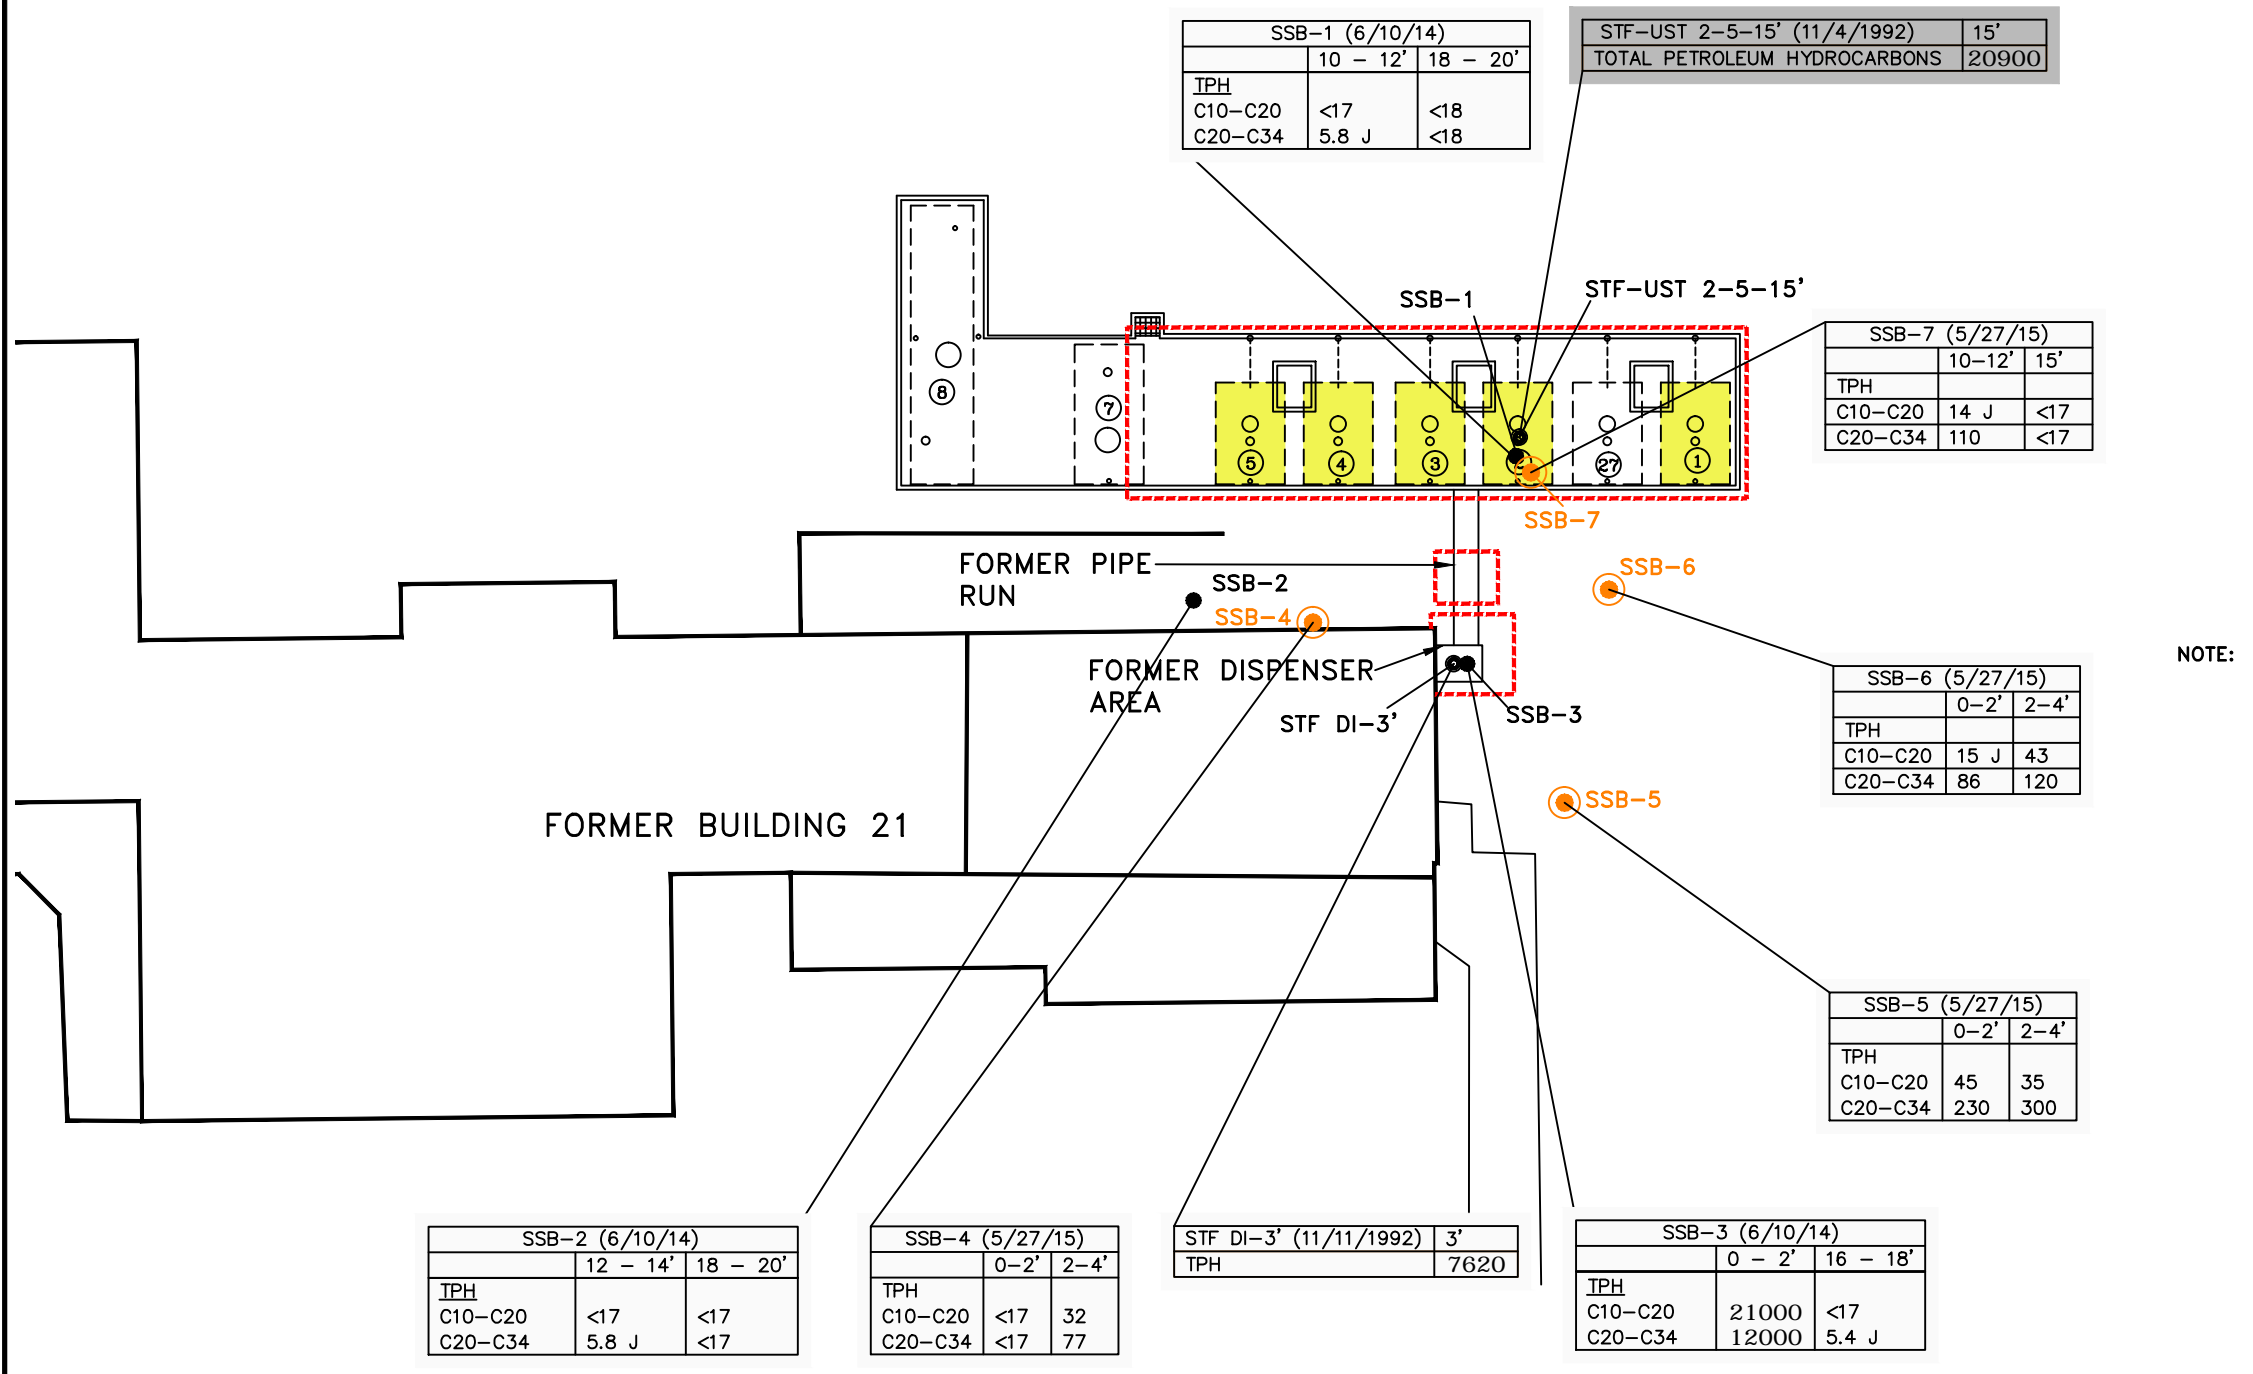 SSB-1 (6/10/14)
10 - 12' 18 - 20'
TPH
C10-C20 <17 <18
C20-C34 5.8 J <18
STF-UST 2-5-15' (11/4/1992) 15'
TOTAL PETROLEUM HYDROCARBONS 20900
SSB-1
STF-UST 2-5-15'
SSB-7 (5/27/15)
10-12' 15'
TPH
C10-C20 14 J <17
C20-C34 110 <17
8
7
5
4
3
27
1
SSB-7
FORMER PIPE
RUN
SSB-2
SSB-4
SSB-6
FORMER DISPENSER
AREA
STF DI-3'
SSB-3
NOTE:
SSB-6 (5/27/15)
0-2' 2-4'
TPH
C10-C20 15 J 43
C20-C34 86 120
FORMER BUILDING 21
SSB-5
SSB-5 (5/27/15)
0-2' 2-4'
TPH
C10-C20 45 35
C20-C34 230 300
SSB-2 (6/10/14)
12 - 14' 18 - 20'
TPH
C10-C20 <17 <17
C20-C34 5.8 J <17
SSB-4 (5/27/15)
0-2' 2-4'
TPH
C10-C20 <17 32
C20-C34 <17 77
STF DI-3' (11/11/1992) 3'
TPH 7620
SSB-3 (6/10/14)
0 - 2' 16 - 18'
TPH
C10-C20 21000 <17
C20-C34 12000 5.4 J